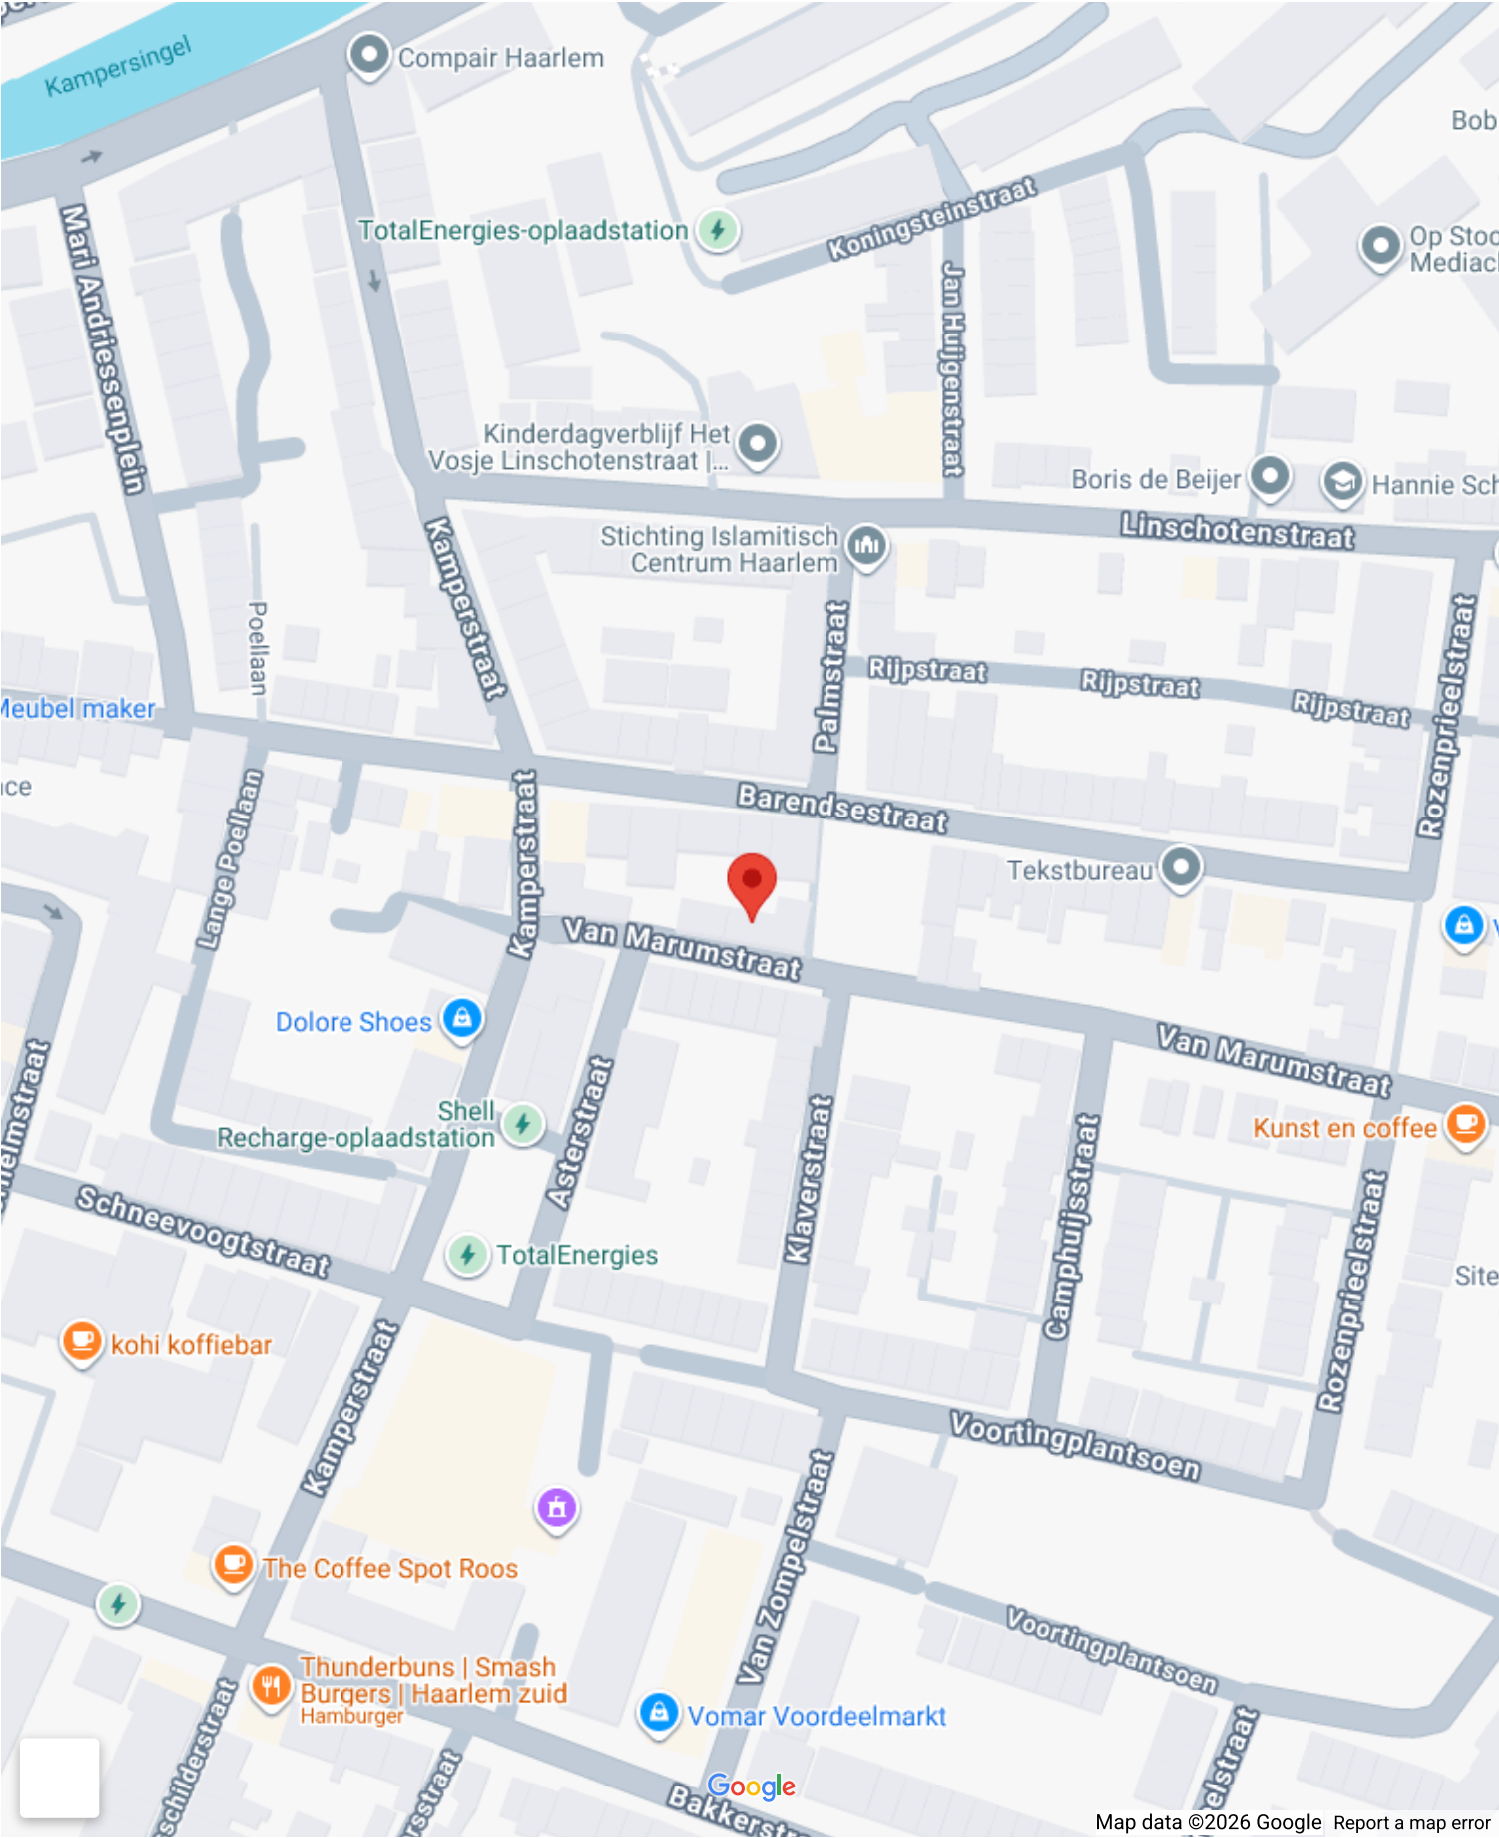 Kampersingel
Compair Haarlem
Bob
Mari Andriessenplein
TotalEnergies-oplaadstation
Koningsteinstraat
Op Stoo
Mediac
Jan Huijgenstraat
Kinderdagverblijf Het
Vosje Linschotenstraat |...
Boris de Beijer
Hannie Sch
Linschotenstraat
Stichting Islamitisch
Centrum Haarlem
Kamperstraat
Poellaan
Palmstraat
Rijpstraat
Rijpstraat
Rijpstraat
Rozenprieelstraat
Meubel maker
Barendsestraat
Lange Poellaan
Kamperstraat
Tekstbureau
Van Marumstraat
Dolore Shoes
Van Marumstraat
Kunst en coffee
Shell
Recharge-oplaadstation
Asterstraat
Klaverstraat
Camphuijsstraat
Rozenprieelstraat
Schneevoogtstraat
TotalEnergies
Site
kohi koffiebar
Kamperstraat
Voortingplantsoen
Van Zompelstraat
The Coffee Spot Roos
Voortingplantsoen
Thunderbuns | Smash
Burgers | Haarlem zuid
Hamburger
Vomar Voordeelmarkt
Bakkerstr
Google
Map data ©2026 Google
Report a map error